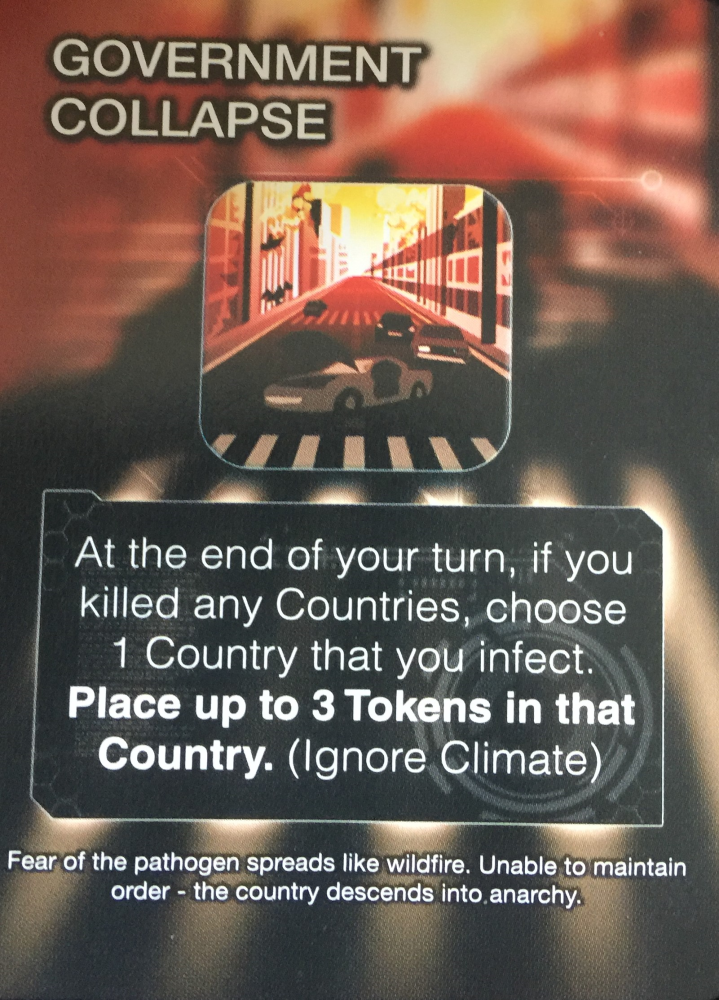 GOVERNMENT
COLLAPSE
At the end of your turn, if you
killed any Countries, choose
1 Country that you infect.
Place up to 3 Tokens in that
Country. (Ignore Climate)
Fear of the pathogen spreads like wildfire. Unable to maintain
order - the country descends into anarchy.